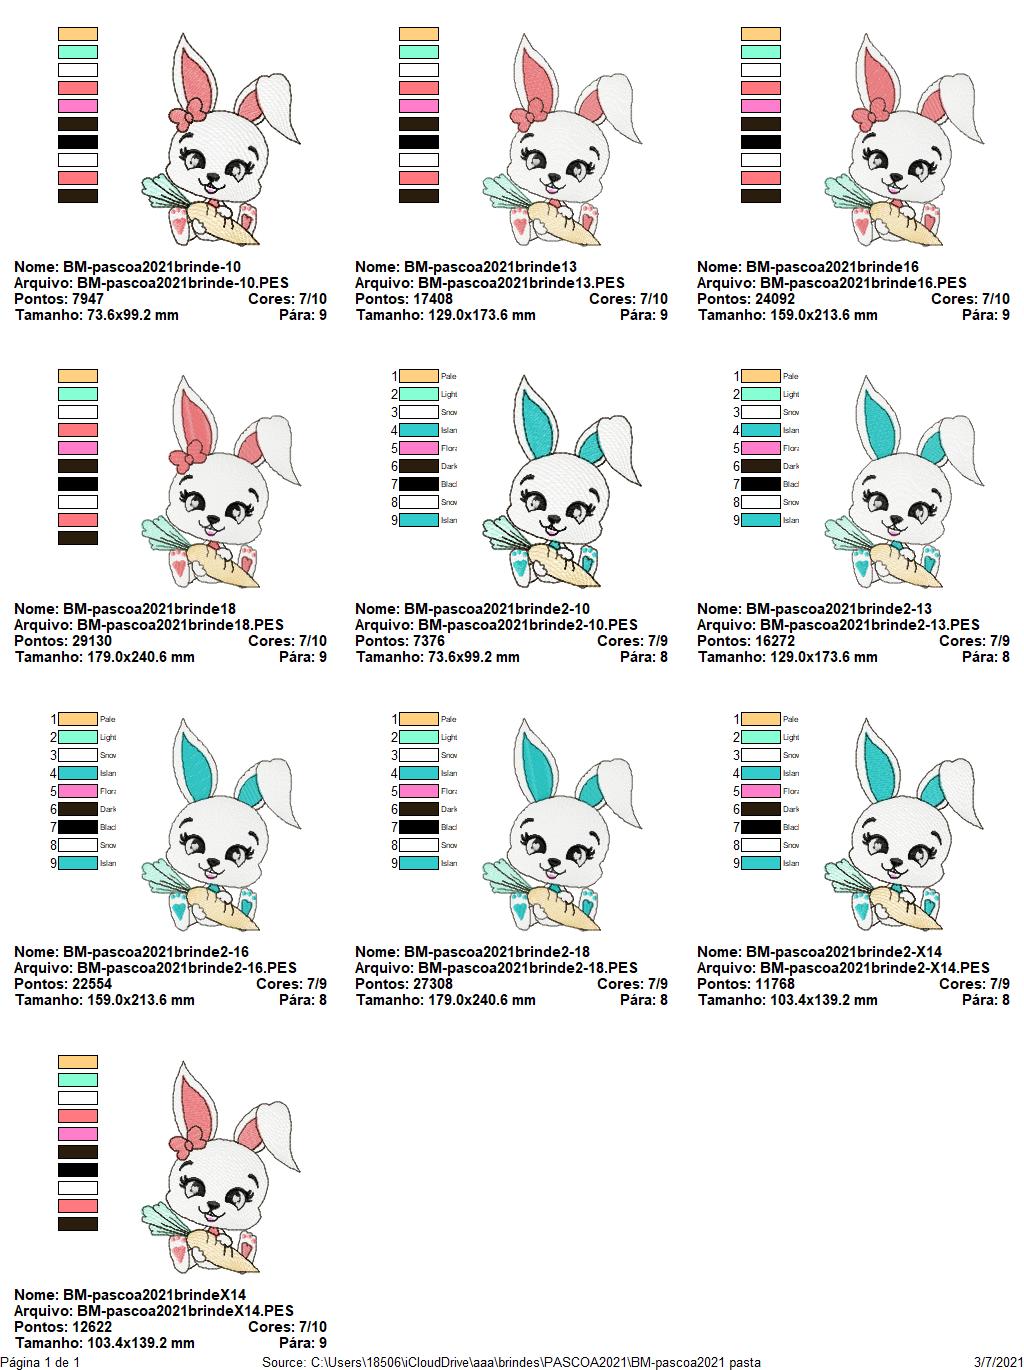 Nome: BM-pascoa2021brinde-10
Arquivo: BM-pascoa2021brinde-10.PES
Pontos: 7947 Cores: 7/10
Tamanho: 73.6x99.2 mm Pára: 9
Nome: BM-pascoa2021brinde13
Arquivo: BM-pascoa2021brinde13.PES
Pontos: 17408 Cores: 7/10
Tamanho: 129.0x173.6 mm Pára: 9
Nome: BM-pascoa2021brinde16
Arquivo: BM-pascoa2021brinde16.PES
Pontos: 24092 Cores: 7/10
Tamanho: 159.0x213.6 mm Pára: 9
Nome: BM-pascoa2021brinde18
Arquivo: BM-pascoa2021brinde18.PES
Pontos: 29130 Cores: 7/10
Tamanho: 179.0x240.6 mm Pára: 9
1 Pale
2 Light
3 Snow
4 Islan
5 Flora
6 Dark
7 Blac
8 Snow
9 Islan
Nome: BM-pascoa2021brinde2-10
Arquivo: BM-pascoa2021brinde2-10.PES
Pontos: 7376 Cores: 7/9
Tamanho: 73.6x99.2 mm Pára: 8
1 Pale
2 Light
3 Snow
4 Islan
5 Flora
6 Dark
7 Blac
8 Snow
9 Islan
Nome: BM-pascoa2021brinde2-13
Arquivo: BM-pascoa2021brinde2-13.PES
Pontos: 16272 Cores: 7/9
Tamanho: 129.0x173.6 mm Pára: 8
1 Pale
2 Light
3 Snow
4 Islan
5 Flora
6 Dark
7 Blac
8 Snow
9 Islan
Nome: BM-pascoa2021brinde2-16
Arquivo: BM-pascoa2021brinde2-16.PES
Pontos: 22554 Cores: 7/9
Tamanho: 159.0x213.6 mm Pára: 8
1 Pale
2 Light
3 Snow
4 Islan
5 Flora
6 Dark
7 Blac
8 Snow
9 Islan
Nome: BM-pascoa2021brinde2-18
Arquivo: BM-pascoa2021brinde2-18.PES
Pontos: 27308 Cores: 7/9
Tamanho: 179.0x240.6 mm Pára: 8
1 Pale
2 Light
3 Snow
4 Islan
5 Flora
6 Dark
7 Blac
8 Snow
9 Islan
Nome: BM-pascoa2021brinde2-X14
Arquivo: BM-pascoa2021brinde2-X14.PES
Pontos: 11768 Cores: 7/9
Tamanho: 103.4x139.2 mm Pára: 8
Nome: BM-pascoa2021brindeX14
Arquivo: BM-pascoa2021brindeX14.PES
Pontos: 12622 Cores: 7/10
Tamanho: 103.4x139.2 mm Pára: 9
Página 1 de 1 Source: C:\Users\18506\iCloudDrive\aaa\brindes\PASCOA2021\BM-pascoa2021 pasta 3/7/2021